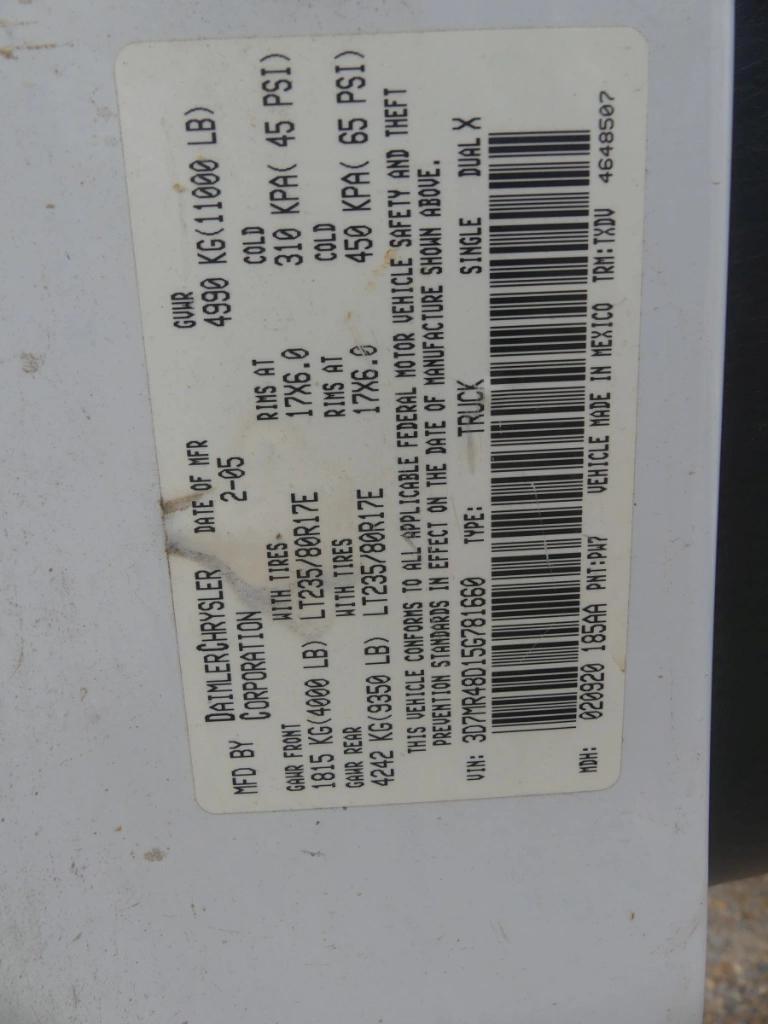 MFD BY DAIMLERCHRYSLER CORPORATION DATE OF MFR 2-05 GVWR 4990 KG(11000 LB)
GAWR FRONT WITH TIRES RIMS AT COLD
1815 KG(4000 LB) LT235/80R17E 17X6.0 310 KPA( 45 PSI)
GAWR REAR WITH TIRES RIMS AT COLD
4242 KG(9350 LB) LT235/80R17E 17X6.0 450 KPA( 65 PSI)
THIS VEHICLE CONFORMS TO ALL APPLICABLE FEDERAL MOTOR VEHICLE SAFETY AND THEFT
PREVENTION STANDARDS IN EFFECT ON THE DATE OF MANUFACTURE SHOWN ABOVE.
VIN: 3D7MR48D15G781660 TYPE: TRUCK SINGLE DUAL X
MDH: 020920 185AA PNT:PW7 VEHICLE MADE IN MEXICO TRM:TXDV 4648507